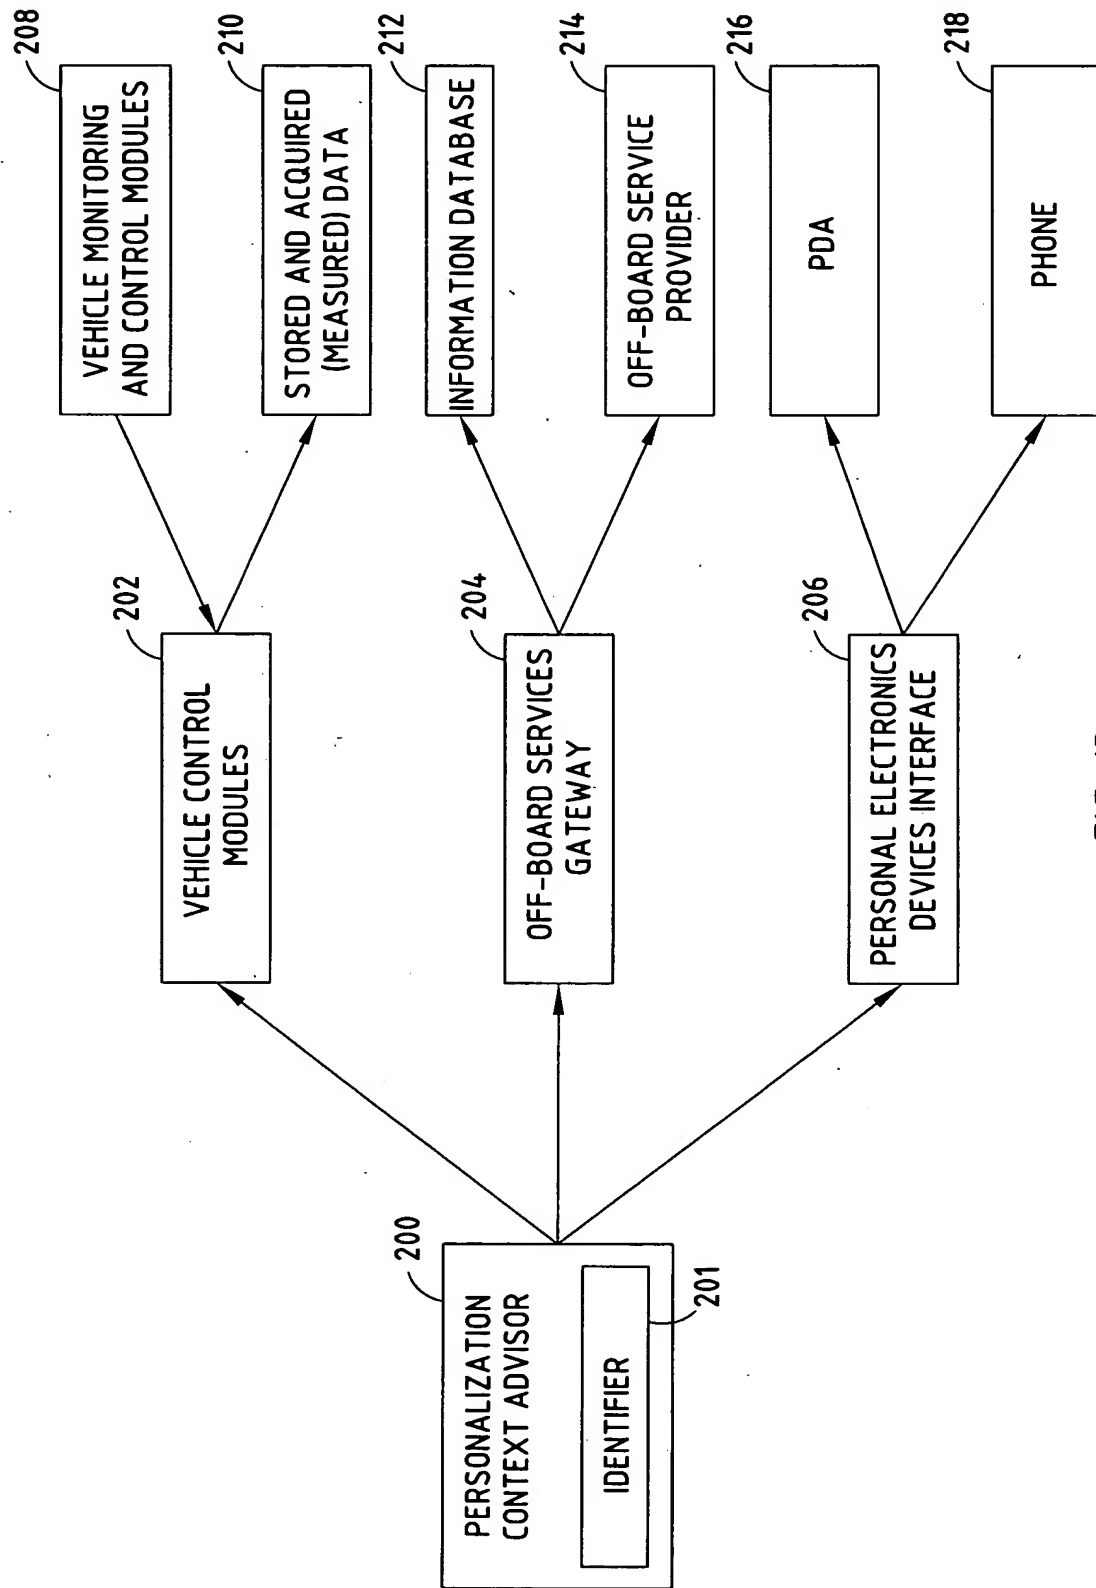 200
PERSONALIZATION
CONTEXT ADVISOR
IDENTIFIER
201
202
VEHICLE CONTROL
MODULES
204
OFF-BOARD SERVICES
GATEWAY
206
PERSONAL ELECTRONICS
DEVICES INTERFACE
208
VEHICLE MONITORING
AND CONTROL MODULES
210
STORED AND ACQUIRED
(MEASURED) DATA
212
INFORMATION DATABASE
214
OFF-BOARD SERVICE
PROVIDER
216
PDA
218
PHONE